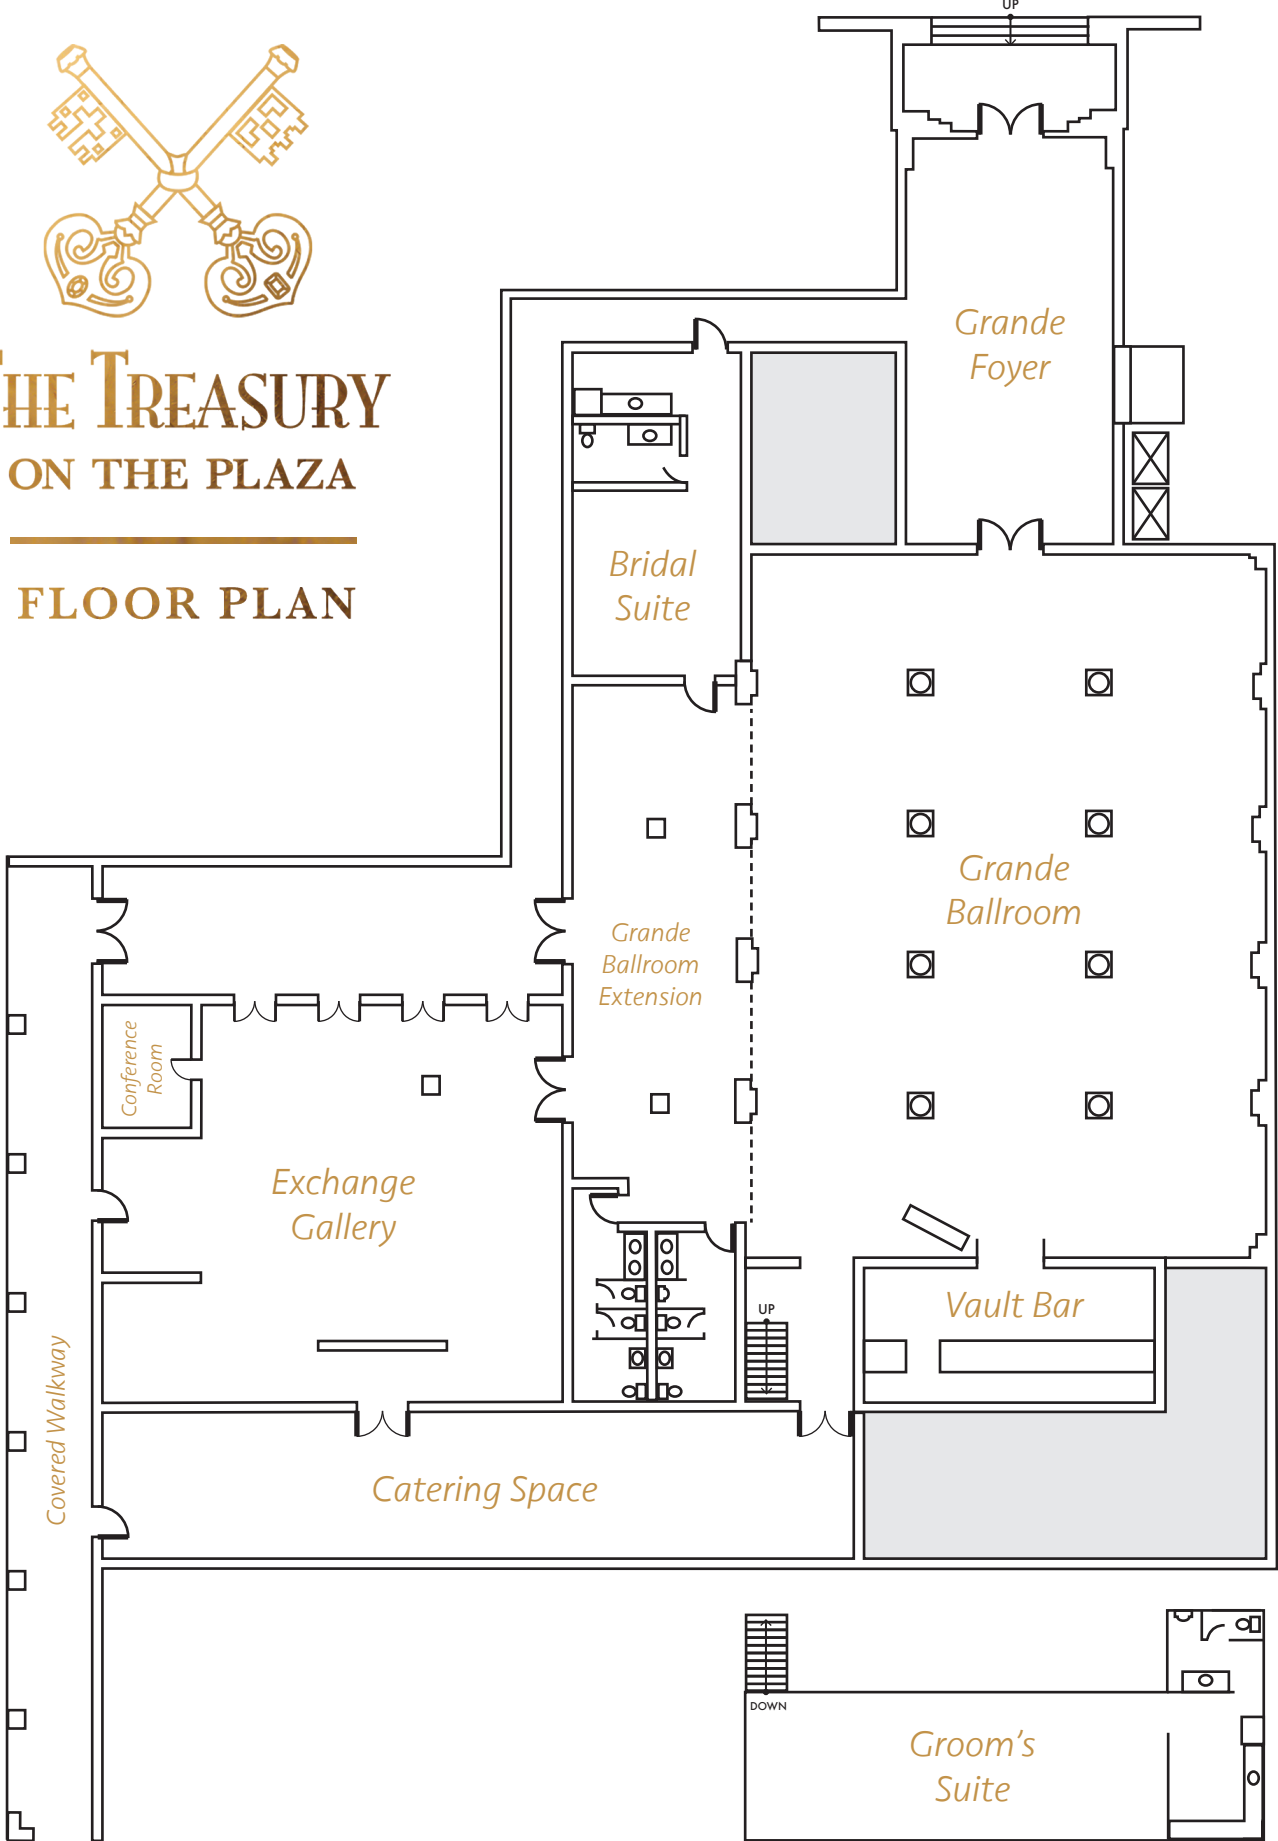 UP
THE TREASURY
ON THE PLAZA
FLOOR PLAN
Grande
Foyer
Bridal
Suite
Grande
Ballroom
Grande
Ballroom
Extension
Conference
Room
Exchange
Gallery
Vault Bar
UP
Covered Walkway
Catering Space
DOWN
Groom's
Suite